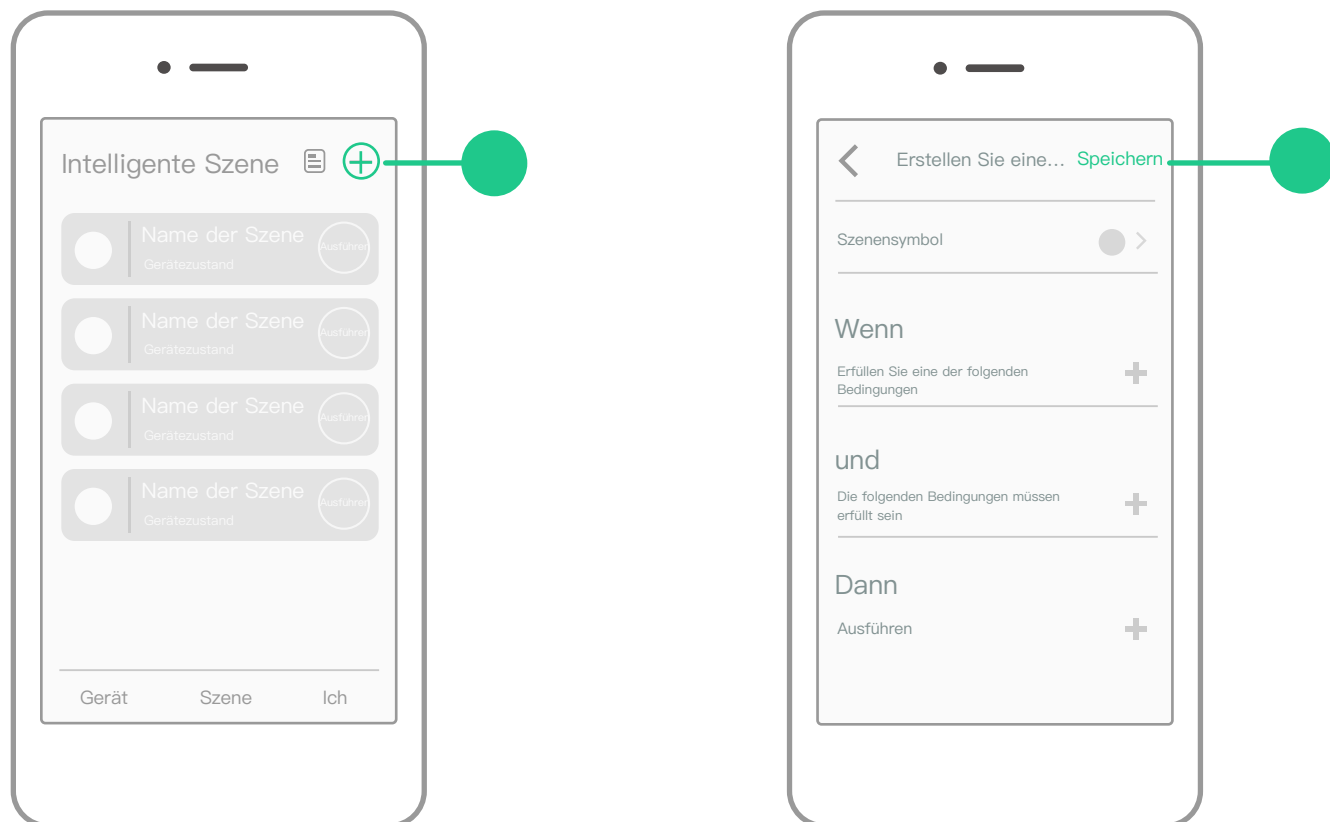 Intelligente Szene
Name der Szene
Gerätezustand
Ausführen
Name der Szene
Gerätezustand
Ausführen
Name der Szene
Gerätezustand
Ausführen
Name der Szene
Gerätezustand
Ausführen
Gerät Szene Ich
Erstellen Sie eine... Speichern
Szenensymbol
Wenn
Erfüllen Sie eine der folgenden
Bedingungen
und
Die folgenden Bedingungen müssen
erfüllt sein
Dann
Ausführen